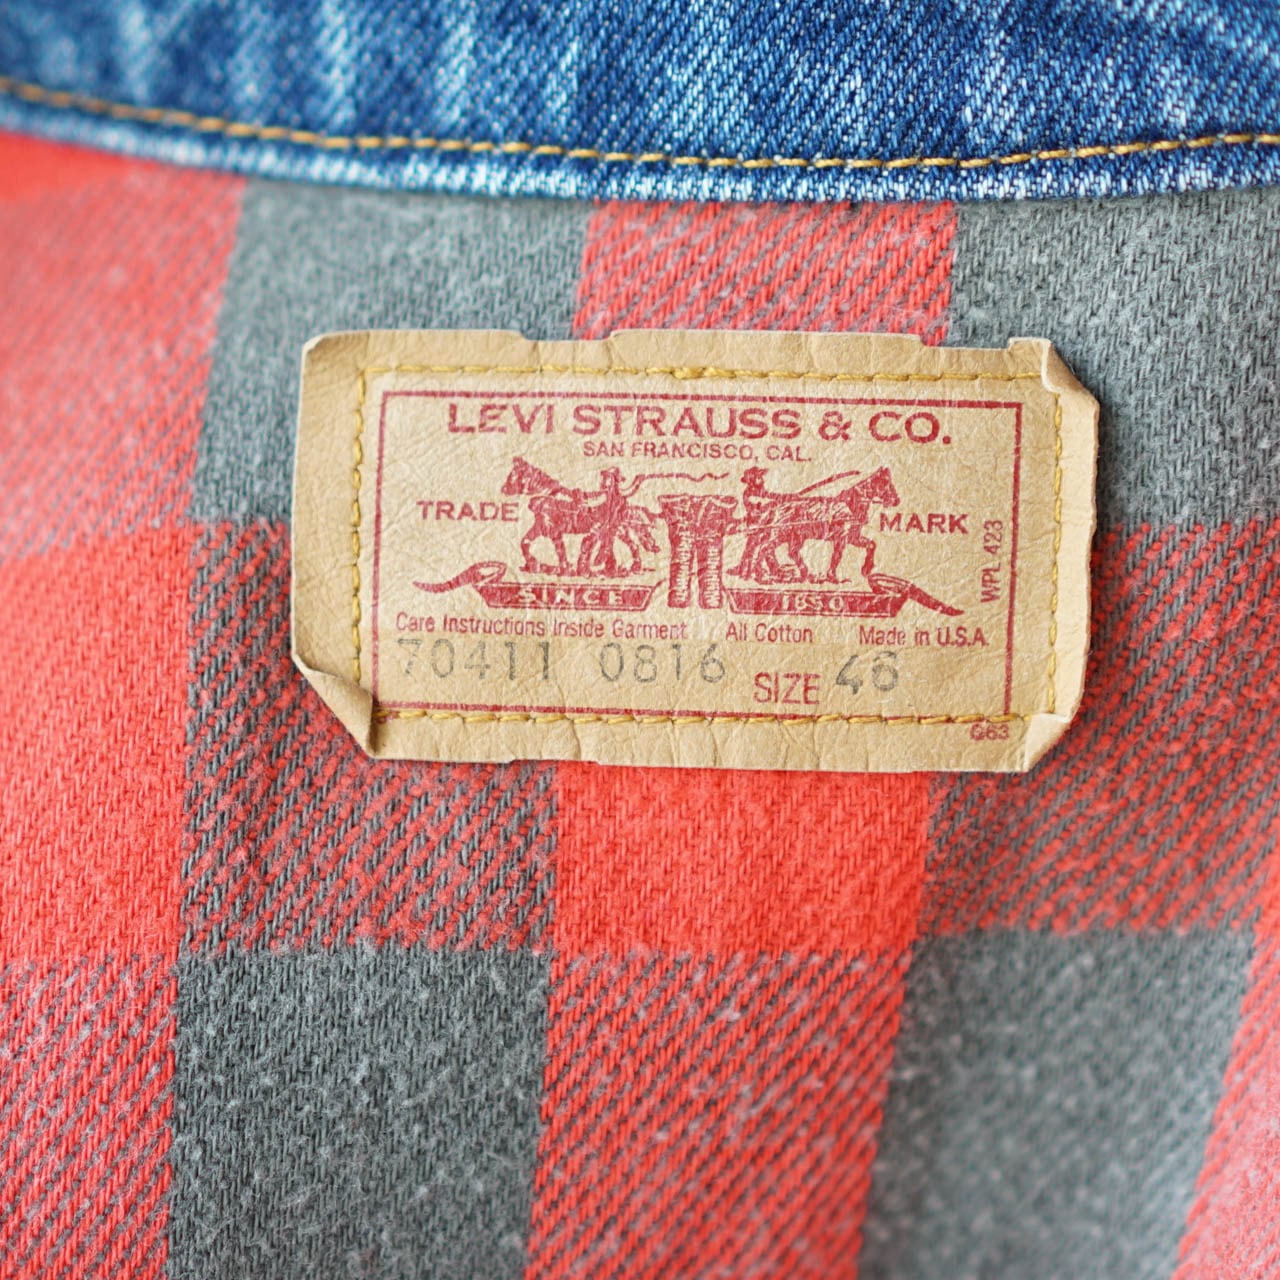 LEVI STRAUSS & CO.
SAN FRANCISCO, CAL.
TRADE MARK
SINCE 1850
WPL 423
Care Instructions Inside Garment All Cotton Made in U.S.A
70411 0816 SIZE 46
Q63